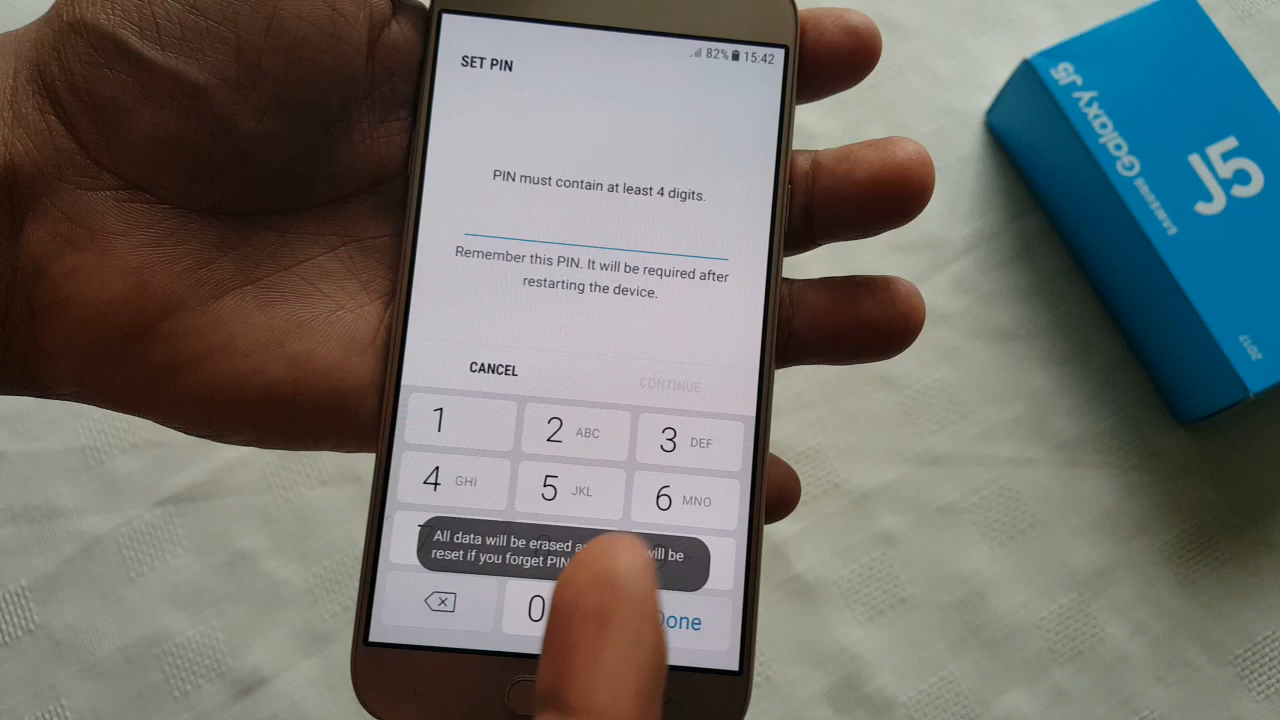 82% 15:42
SET PIN
PIN must contain at least 4 digits.
Remember this PIN. It will be required after
restarting the device.
CANCEL CONTINUE
1 2 ABC 3 DEF
4 GHI 5 JKL 6 MNO
All data will be erased will be
reset if you forget PIN
0 Done
J5
SAMSUNG Galaxy J5
2017